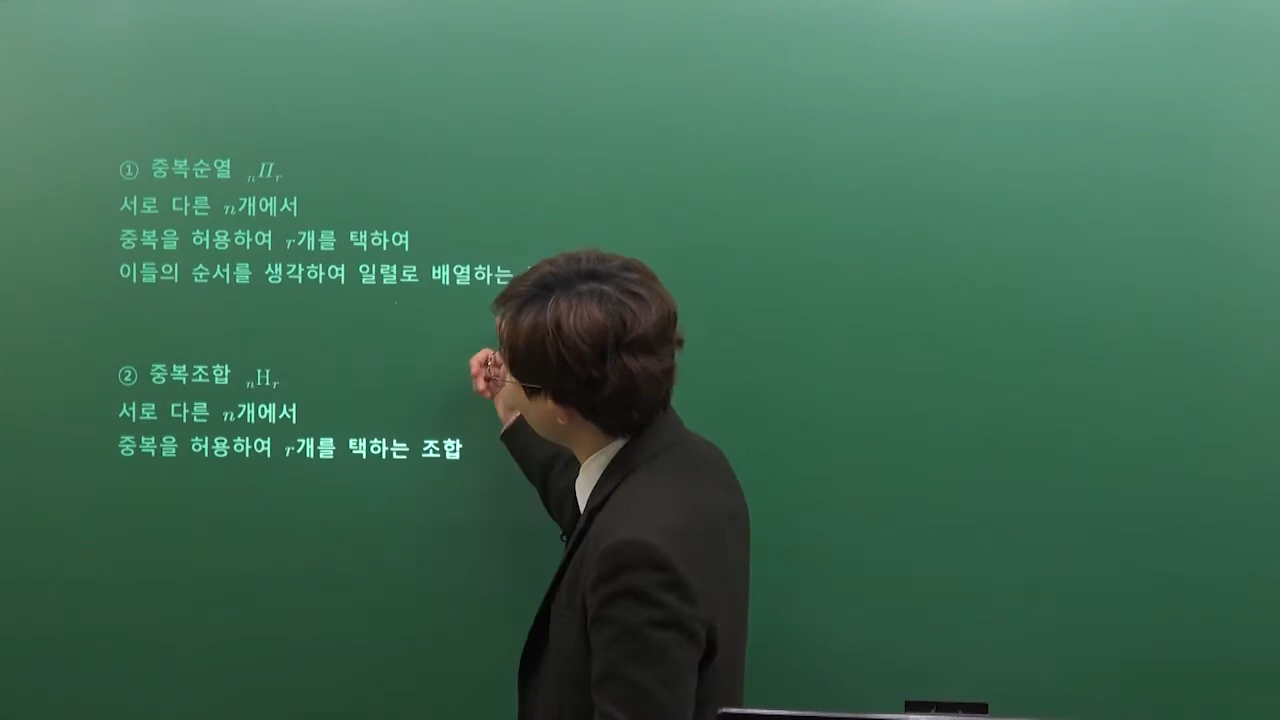 ① 중복순열 ₙΠᵣ
서로 다른 n개에서
중복을 허용하여 r개를 택하여
이들의 순서를 생각하여 일렬로 배열하는
② 중복조합 ₙHᵣ
서로 다른 n개에서
중복을 허용하여 r개를 택하는 조합